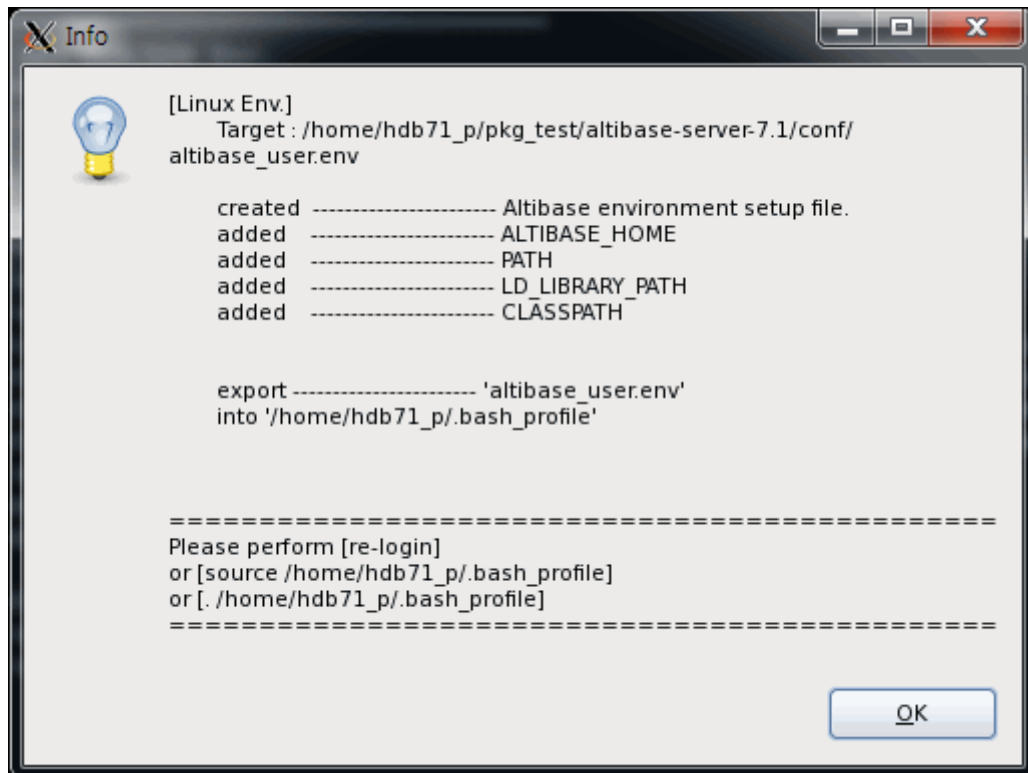 Info
[Linux Env.]
Target : /home/hdb71_p/pkg_test/altibase-server-7.1/conf/
altibase_user.env
created ----------------------- Altibase environment setup file.
added ----------------------- ALTIBASE_HOME
added ----------------------- PATH
added ----------------------- LD_LIBRARY_PATH
added ----------------------- CLASSPATH
export ----------------------- 'altibase_user.env'
into '/home/hdb71_p/.bash_profile'
==============================================
Please perform [re-login]
or [source /home/hdb71_p/.bash_profile]
or [. /home/hdb71_p/.bash_profile]
==============================================
OK